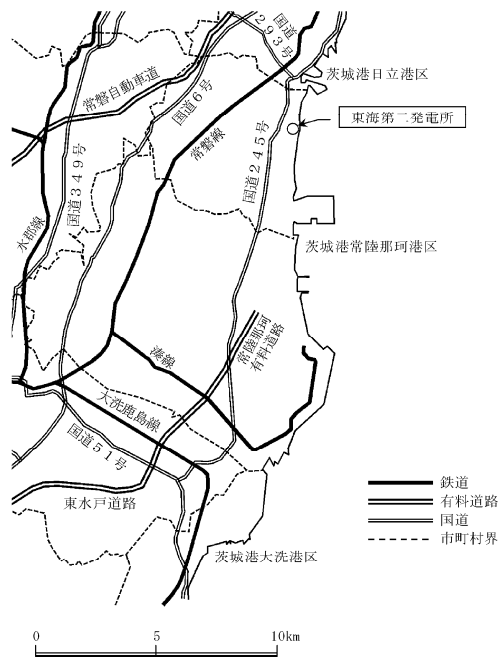 国道
293号
茨城港日立港区
東海第二発電所
常磐自動車道
国道6号
常磐線
国道245号
国道349号
水郡線
茨城港常陸那珂港区
湊線
常陸那珂
有料道路
大洗鹿島線
国道51号
東水戸道路
茨城港大洗港区
鉄道
有料道路
国道
市町村界
0 5 10km